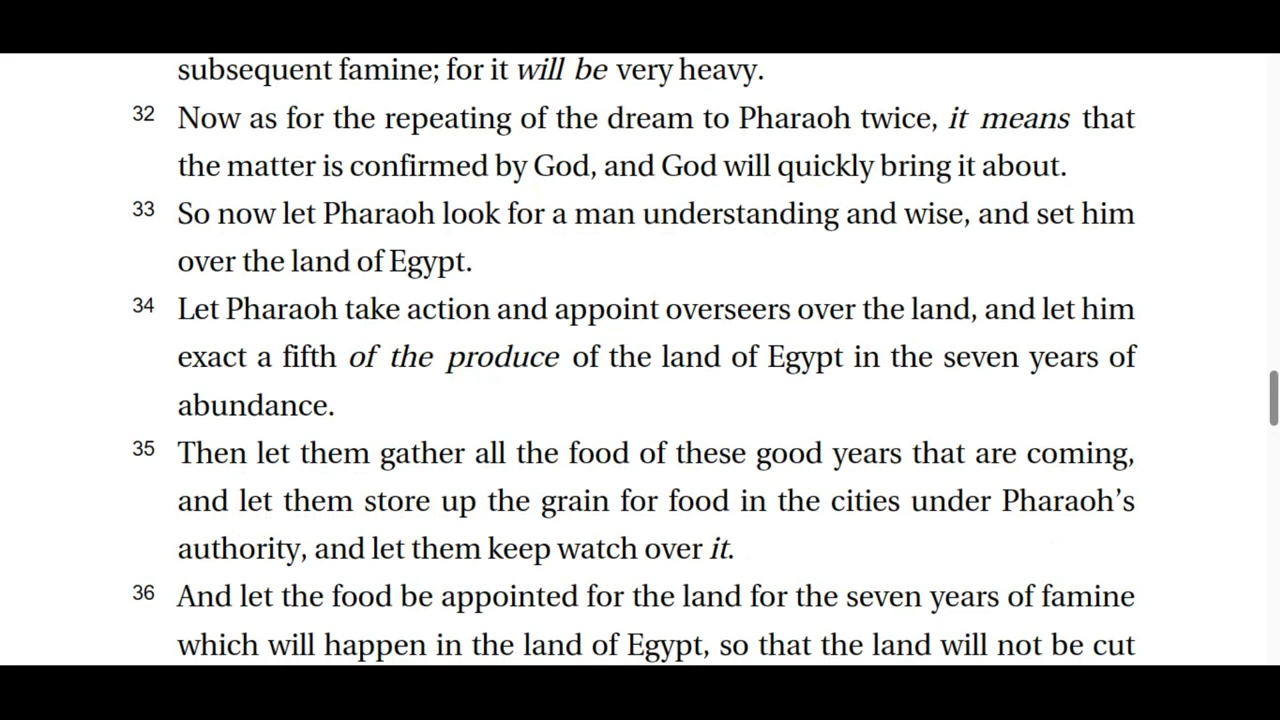 subsequent famine; for it will be very heavy.
32 Now as for the repeating of the dream to Pharaoh twice, it means that
the matter is confirmed by God, and God will quickly bring it about.
33 So now let Pharaoh look for a man understanding and wise, and set him
over the land of Egypt.
34 Let Pharaoh take action and appoint overseers over the land, and let him
exact a fifth of the produce of the land of Egypt in the seven years of
abundance.
35 Then let them gather all the food of these good years that are coming,
and let them store up the grain for food in the cities under Pharaoh’s
authority, and let them keep watch over it.
36 And let the food be appointed for the land for the seven years of famine
which will happen in the land of Egypt, so that the land will not be cut